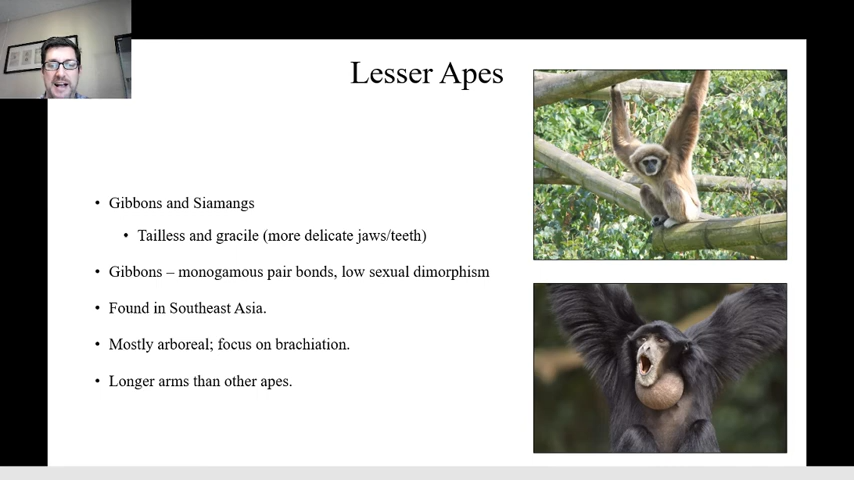 Lesser Apes
• Gibbons and Siamangs
• Tailless and gracile (more delicate jaws/teeth)
• Gibbons – monogamous pair bonds, low sexual dimorphism
• Found in Southeast Asia.
• Mostly arboreal; focus on brachiation.
• Longer arms than other apes.